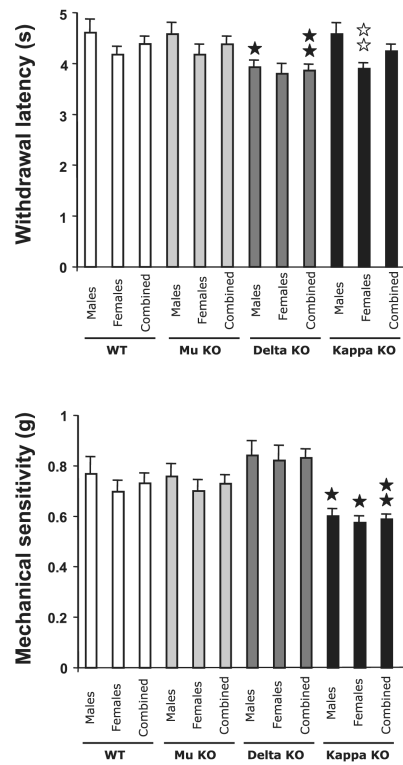 Withdrawal latency (s)
5
4
3
2
1
0
Males
Females
Combined
Males
Females
Combined
Males
Females
Combined
Males
Females
Combined
WT
Mu KO
Delta KO
Kappa KO
Mechanical sensitivity (g)
1
0.8
0.6
0.4
0.2
0
Males
Females
Combined
Males
Females
Combined
Males
Females
Combined
Males
Females
Combined
WT
Mu KO
Delta KO
Kappa KO